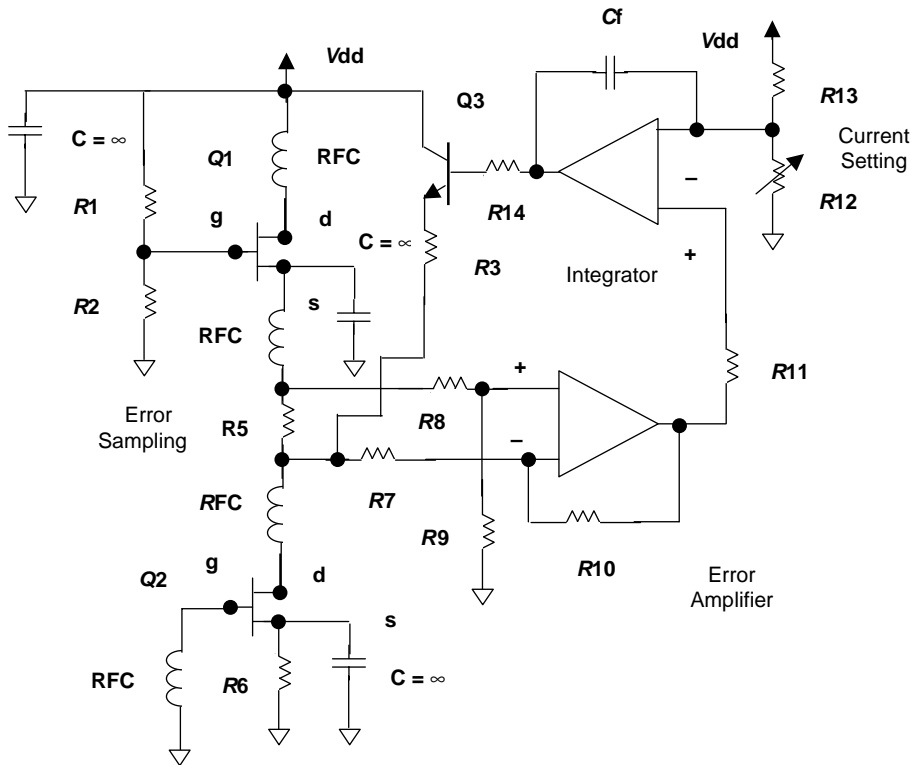 Cf
Vdd
Vdd
Q3
R13
C = ∞
Q1
RFC
Current
Setting
–
R1
R14
R12
g
d
C = ∞
+
R3
Integrator
R2
s
RFC
+
R11
Error
Sampling
R5
R8
–
RFC
R7
R9
R10
g
d
Q2
Error
Amplifier
s
RFC
R6
C = ∞